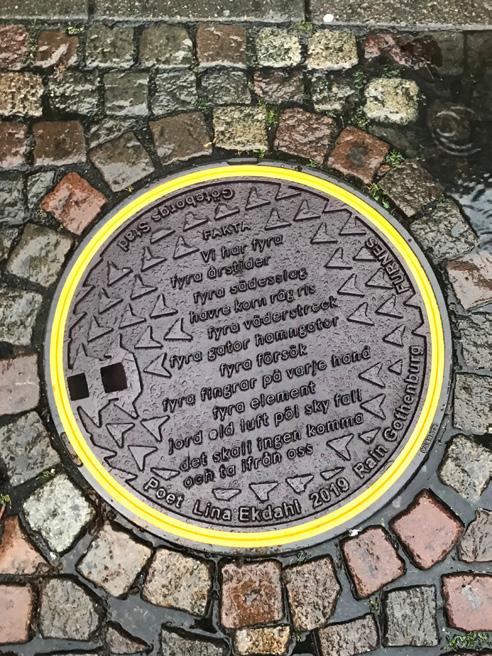 Göteborgs Stad
FAKTA
Vi har fyra
fyra årstider
fyra sädesslag
havre korn råg ris
fyra väderstreck
fyra gator hamngator
fyra försök
fyra fingrar på varje hand
fyra element
jord eld luft pöl sky fall
det skall ingen komma
och ta ifrån oss
FURNES
Poet Lina Ekdahl 2019 Rain Gothenburg